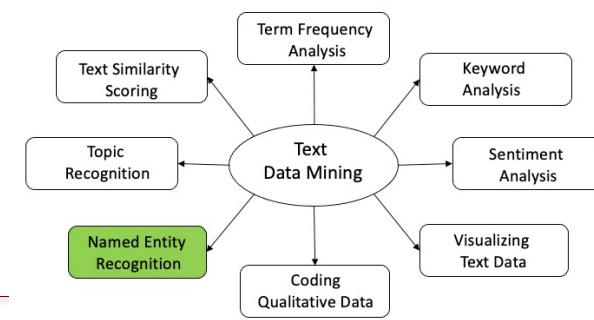 Term Frequency
Analysis
Text Similarity
Scoring
Keyword
Analysis
Text
Data Mining
Topic
Recognition
Sentiment
Analysis
Named Entity
Recognition
Visualizing
Text Data
Coding
Qualitative Data